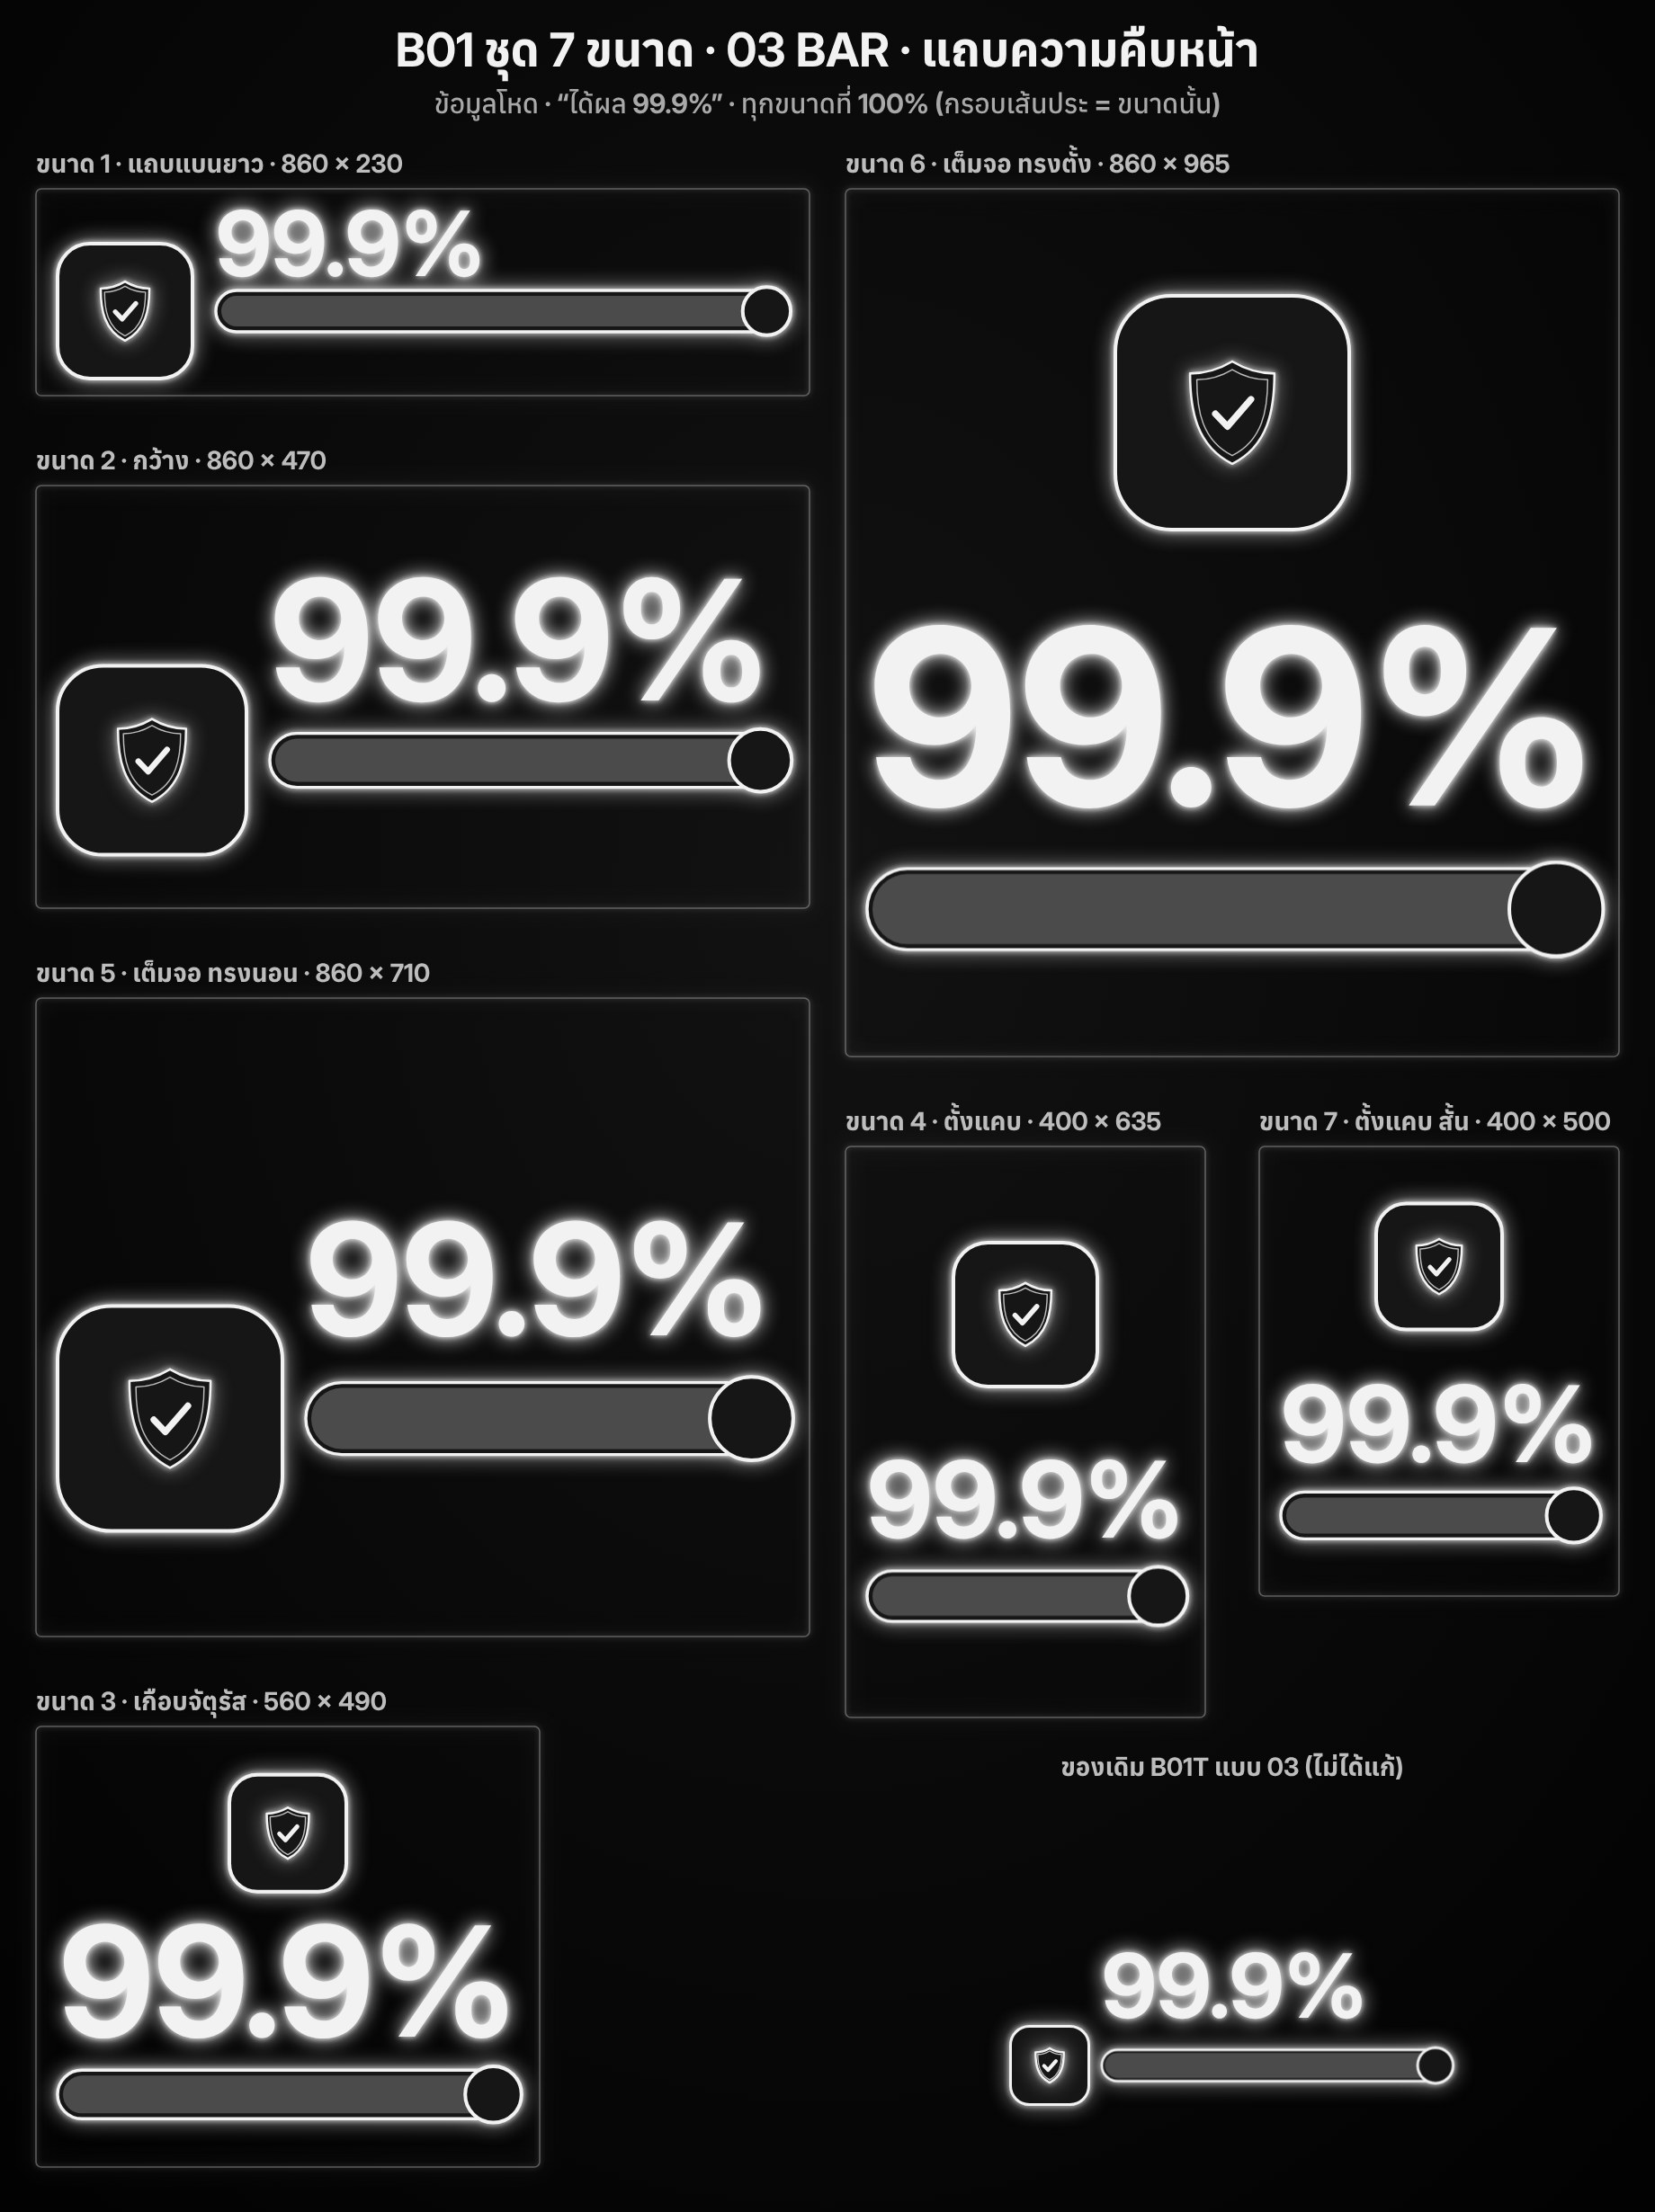 B01 ชุด 7 ขนาด · 03 BAR · แถบความคืบหน้า
ข้อมูลโหด · “ได้ผล 99.9%” · ทุกขนาดที่ 100% (กรอบเส้นประ = ขนาดนั้น)
ขนาด 1 · แถบแบนยาว · 860 × 230
99.9%
ขนาด 2 · กว้าง · 860 × 470
99.9%
ขนาด 5 · เต็มจอ ทรงนอน · 860 × 710
99.9%
ขนาด 3 · เกือบจัตุรัส · 560 × 490
99.9%
ขนาด 6 · เต็มจอ ทรงตั้ง · 860 × 965
99.9%
ขนาด 4 · ตั้งแคบ · 400 × 635
99.9%
ขนาด 7 · ตั้งแคบ สั้น · 400 × 500
99.9%
ของเดิม B01T แบบ 03 (ไม่ได้แก้)
99.9%